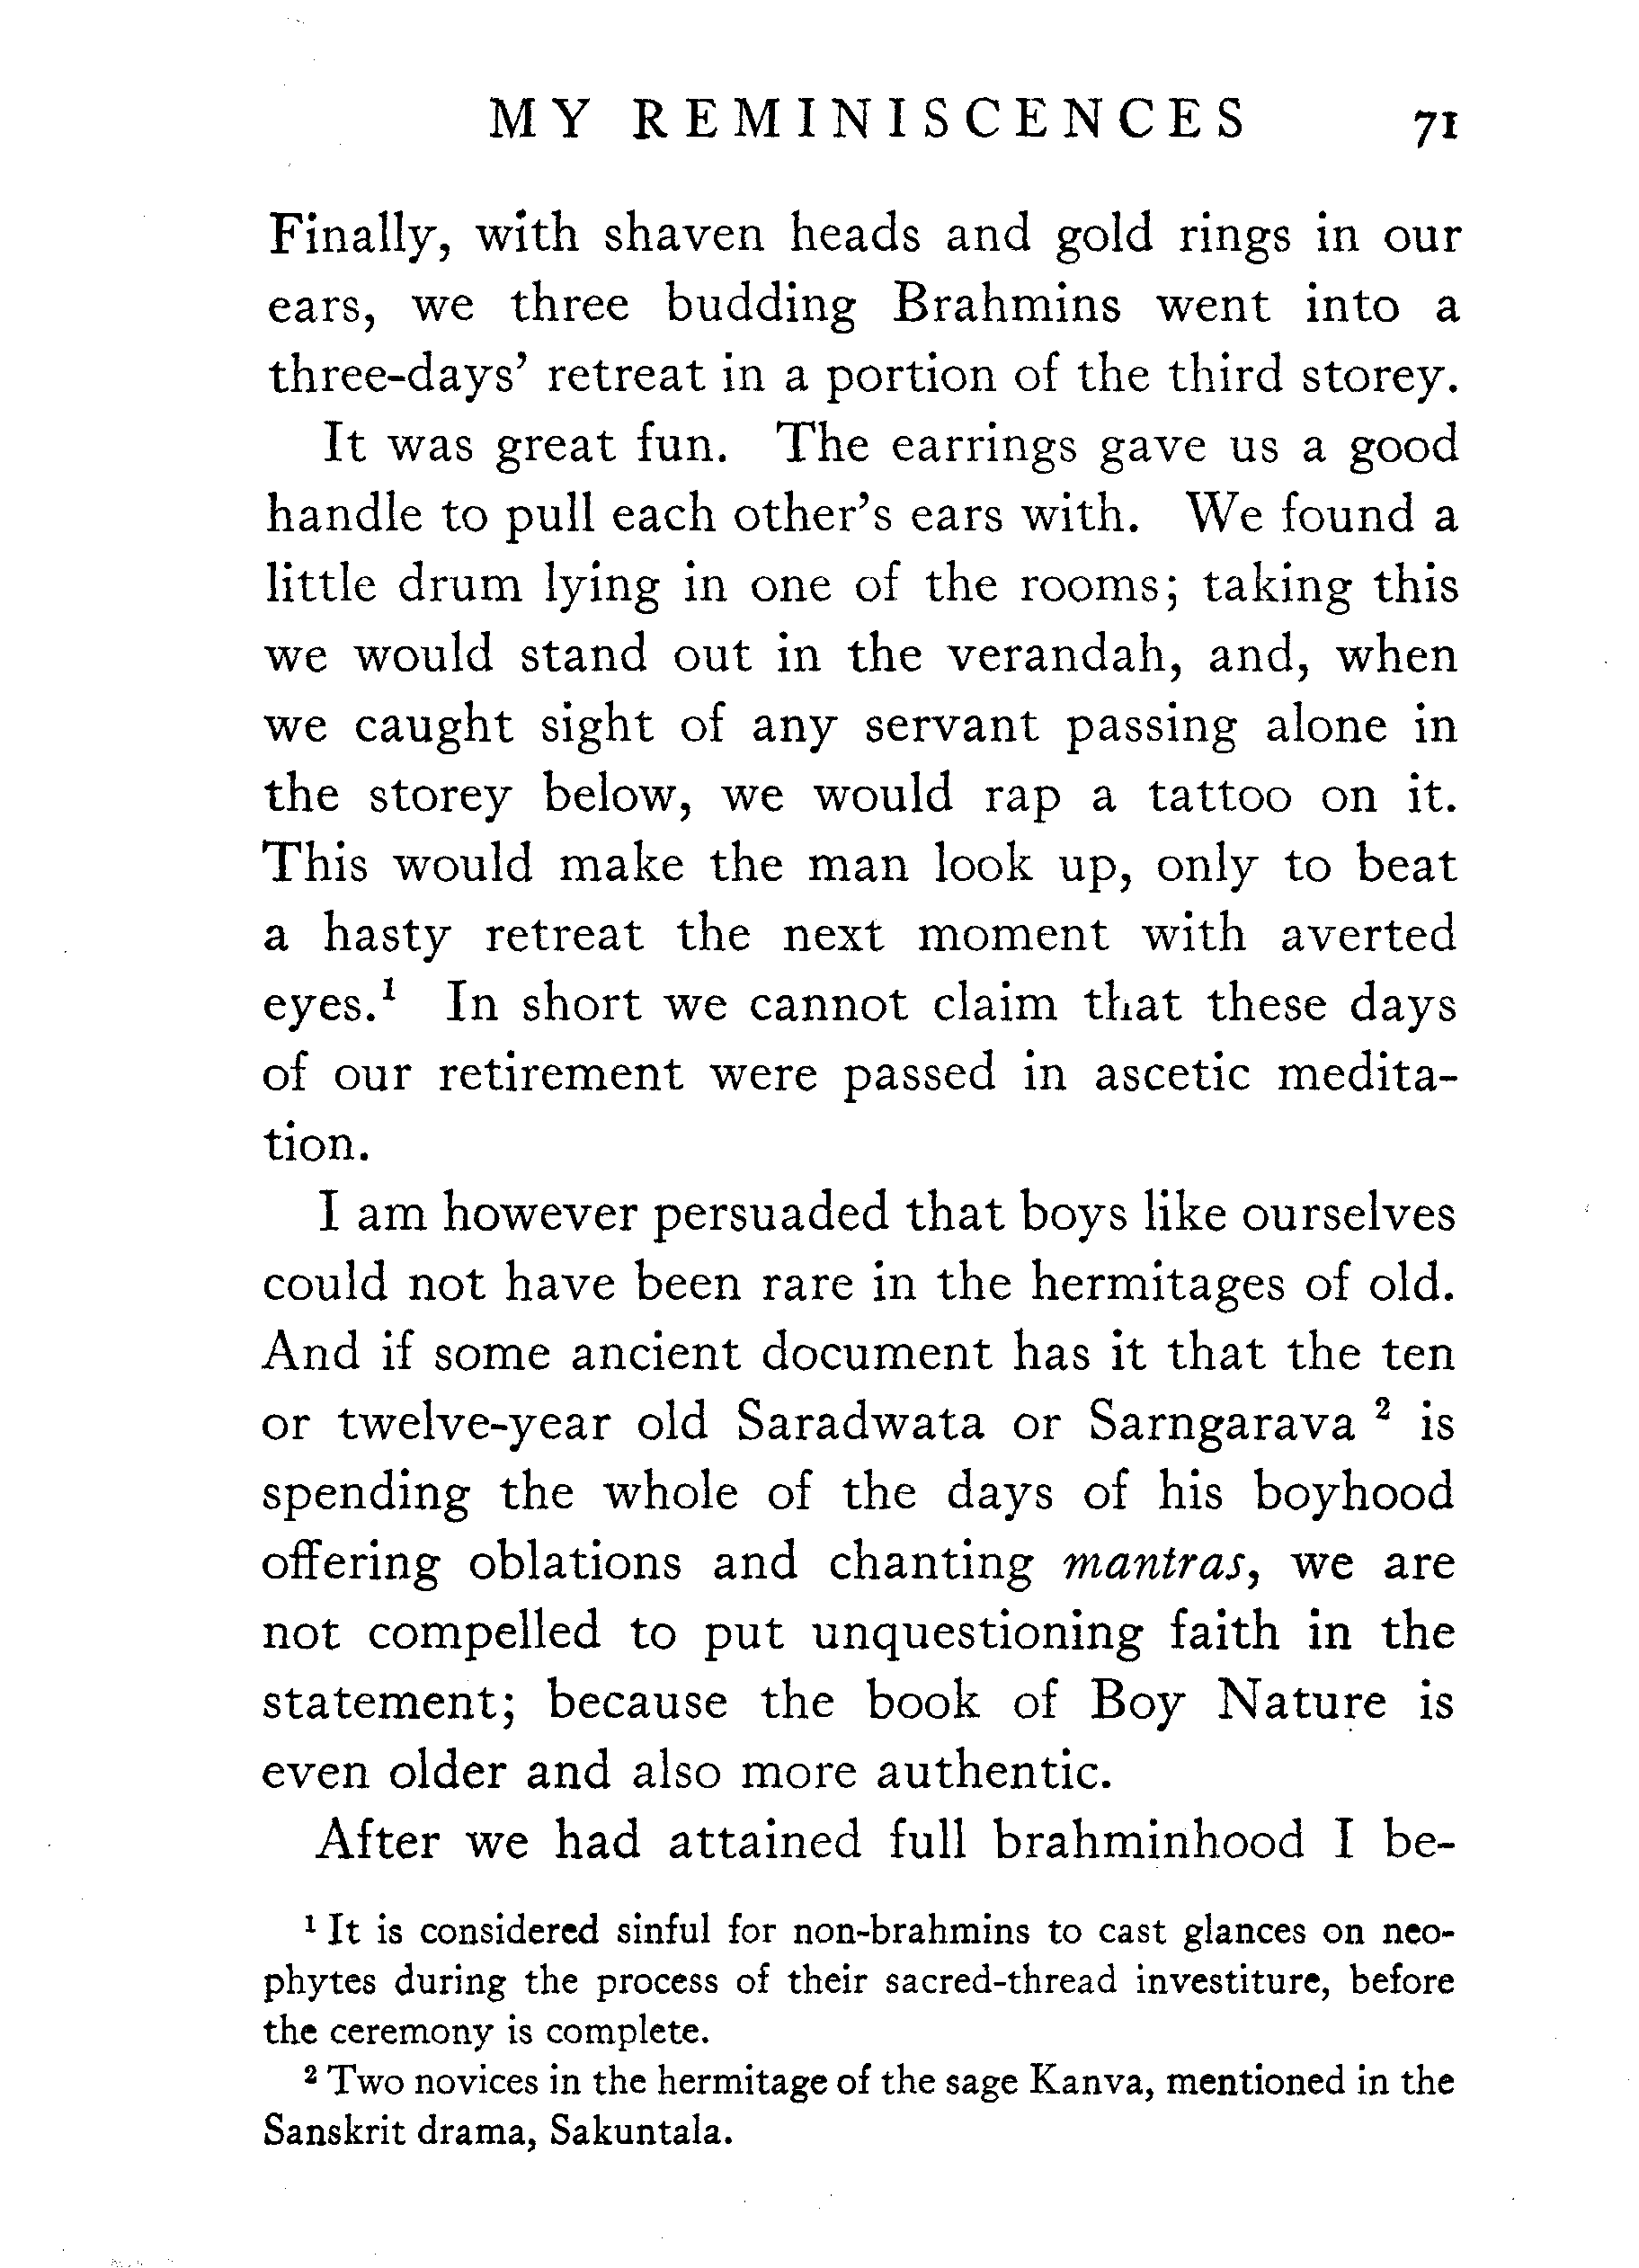 MY REMINISCENCES 71
Finally, with shaven heads and gold rings in our
ears, we three budding Brahmins went into a
three-days’ retreat in a portion of the third storey.
It was great fun. The earrings gave us a good
handle to pull each other’s ears with. We found a
little drum lying in one of the rooms; taking this
we would stand out in the verandah, and, when
we caught sight of any servant passing alone in
the storey below, we would rap a tattoo on it.
This would make the man look up, only to beat
a hasty retreat the next moment with averted
eyes.¹ In short we cannot claim that these days
of our retirement were passed in ascetic medita-
tion.
I am however persuaded that boys like ourselves
could not have been rare in the hermitages of old.
And if some ancient document has it that the ten
or twelve-year old Saradwata or Sarngarava ² is
spending the whole of the days of his boyhood
offering oblations and chanting mantras, we are
not compelled to put unquestioning faith in the
statement; because the book of Boy Nature is
even older and also more authentic.
After we had attained full brahminhood I be-
¹ It is considered sinful for non-brahmins to cast glances on neo-
phytes during the process of their sacred-thread investiture, before
the ceremony is complete.
² Two novices in the hermitage of the sage Kanva, mentioned in the
Sanskrit drama, Sakuntala.